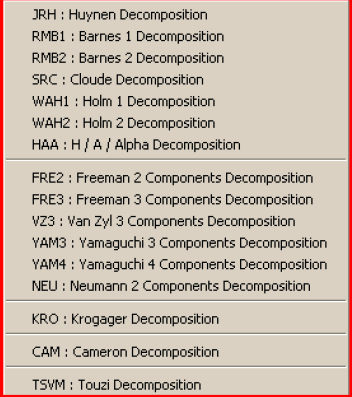 JRH : Huynen Decomposition
RMB1 : Barnes 1 Decomposition
RMB2 : Barnes 2 Decomposition
SRC : Cloude Decomposition
WAH1 : Holm 1 Decomposition
WAH2 : Holm 2 Decomposition
HAA : H / A / Alpha Decomposition
FRE2 : Freeman 2 Components Decomposition
FRE3 : Freeman 3 Components Decomposition
VZ3 : Van Zyl 3 Components Decomposition
YAM3 : Yamaguchi 3 Components Decomposition
YAM4 : Yamaguchi 4 Components Decomposition
NEU : Neumann 2 Components Decomposition
KRO : Krogager Decomposition
CAM : Cameron Decomposition
TSVM : Touzi Decomposition